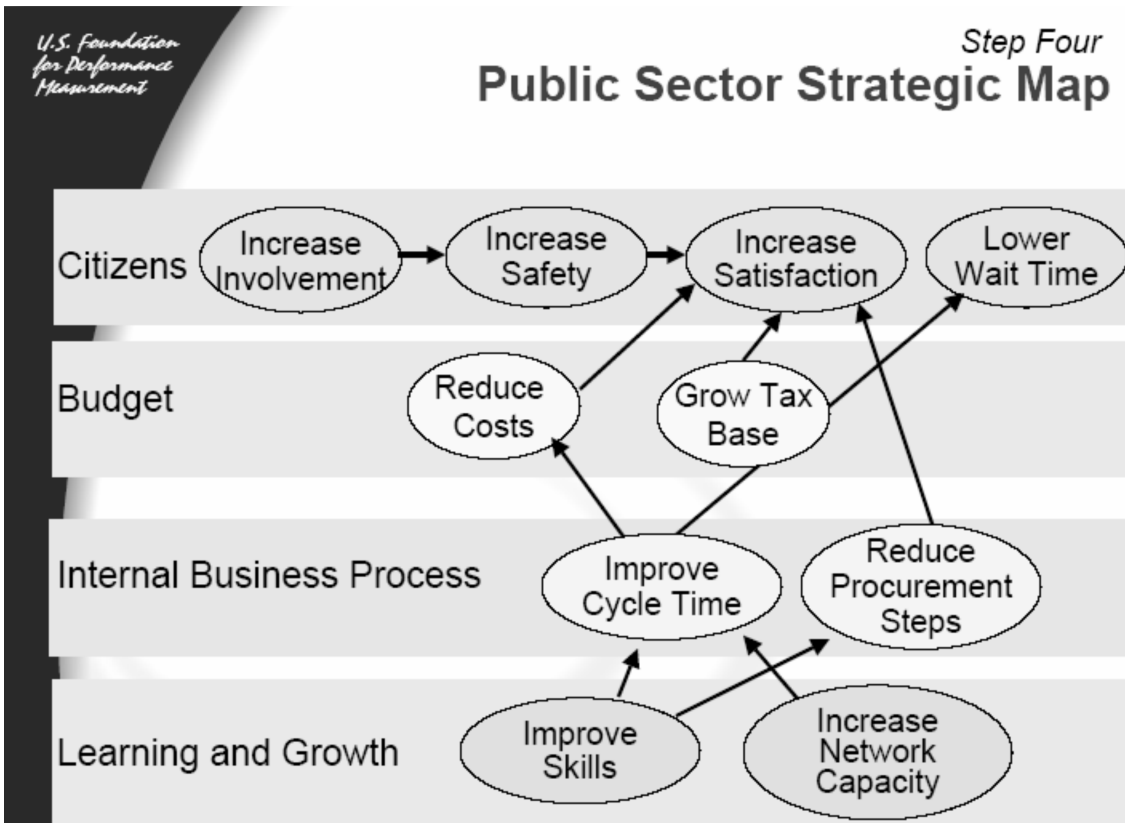 U.S. Foundation
for Performance
Measurement
Step Four
Public Sector Strategic Map
Citizens
Increase
Involvement
Increase
Safety
Increase
Satisfaction
Lower
Wait Time
Budget
Reduce
Costs
Grow Tax
Base
Internal Business Process
Improve
Cycle Time
Reduce
Procurement
Steps
Learning and Growth
Improve
Skills
Increase
Network
Capacity